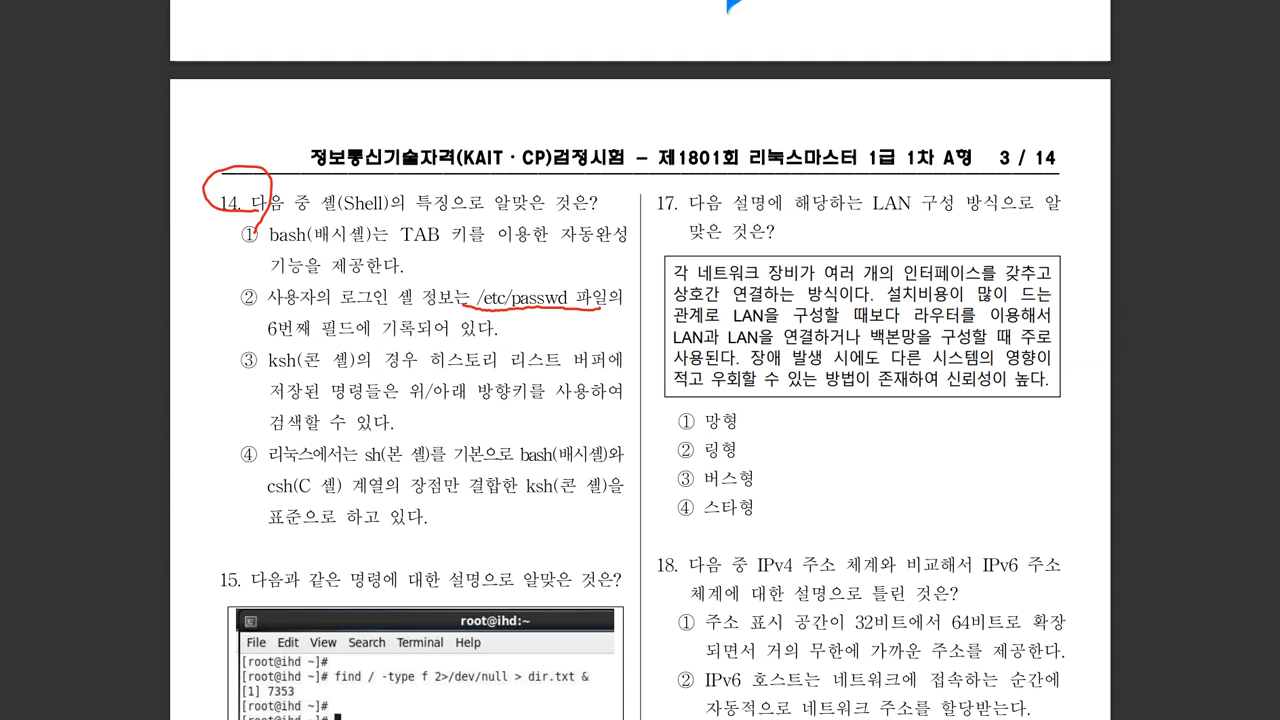 정보통신기술자격(KAIT · CP)검정시험 – 제1801회 리눅스마스터 1급 1차 A형 3 / 14
14. 다음 중 셸(Shell)의 특징으로 알맞은 것은?
① bash(배시셸)는 TAB 키를 이용한 자동완성
기능을 제공한다.
② 사용자의 로그인 셸 정보는 /etc/passwd 파일의
6번째 필드에 기록되어 있다.
③ ksh(콘 셸)의 경우 히스토리 리스트 버퍼에
저장된 명령들은 위/아래 방향키를 사용하여
검색할 수 있다.
④ 리눅스에서는 sh(본 셸)를 기본으로 bash(배시셸)와
csh(C 셸) 계열의 장점만 결합한 ksh(콘 셸)을
표준으로 하고 있다.
15. 다음과 같은 명령에 대한 설명으로 알맞은 것은?
root@ihd:~
File Edit View Search Terminal Help
[root@ihd ~]#
[root@ihd ~]# find / -type f 2>/dev/null > dir.txt &
[1] 7353
[root@ihd ~]#
[root@ihd ~]#
17. 다음 설명에 해당하는 LAN 구성 방식으로 알
맞은 것은?
각 네트워크 장비가 여러 개의 인터페이스를 갖추고
상호간 연결하는 방식이다. 설치비용이 많이 드는
관계로 LAN을 구성할 때보다 라우터를 이용해서
LAN과 LAN을 연결하거나 백본망을 구성할 때 주로
사용된다. 장애 발생 시에도 다른 시스템의 영향이
적고 우회할 수 있는 방법이 존재하여 신뢰성이 높다.
① 망형
② 링형
③ 버스형
④ 스타형
18. 다음 중 IPv4 주소 체계와 비교해서 IPv6 주소
체계에 대한 설명으로 틀린 것은?
① 주소 표시 공간이 32비트에서 64비트로 확장
되면서 거의 무한에 가까운 주소를 제공한다.
② IPv6 호스트는 네트워크에 접속하는 순간에
자동적으로 네트워크 주소를 할당받는다.